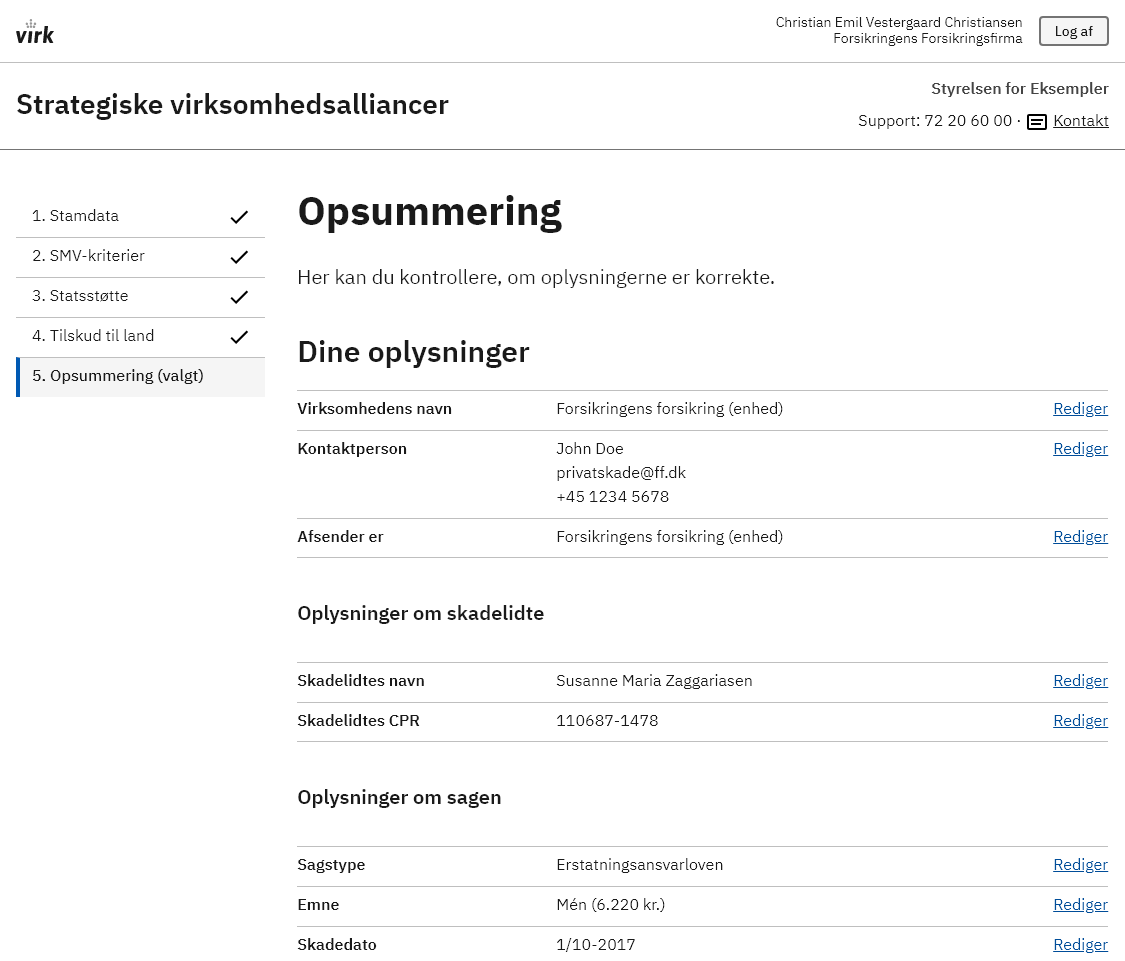 virk
Christian Emil Vestergaard Christiansen
Forsikringens Forsikringsfirma
Log af
Strategiske virksomhedsalliancer
Styrelsen for Eksempler
Support: 72 20 60 00 · Kontakt
1. Stamdata
2. SMV-kriterier
3. Statsstøtte
4. Tilskud til land
5. Opsummering (valgt)
Opsummering
Her kan du kontrollere, om oplysningerne er korrekte.
Dine oplysninger
Virksomhedens navn Forsikringens forsikring (enhed) Rediger
Kontaktperson John Doe Rediger
privatskade@ff.dk
+45 1234 5678
Afsender er Forsikringens forsikring (enhed) Rediger
Oplysninger om skadelidte
Skadelidtes navn Susanne Maria Zaggariasen Rediger
Skadelidtes CPR 110687-1478 Rediger
Oplysninger om sagen
Sagstype Erstatningsansvarloven Rediger
Emne Mén (6.220 kr.) Rediger
Skadedato 1/10-2017 Rediger